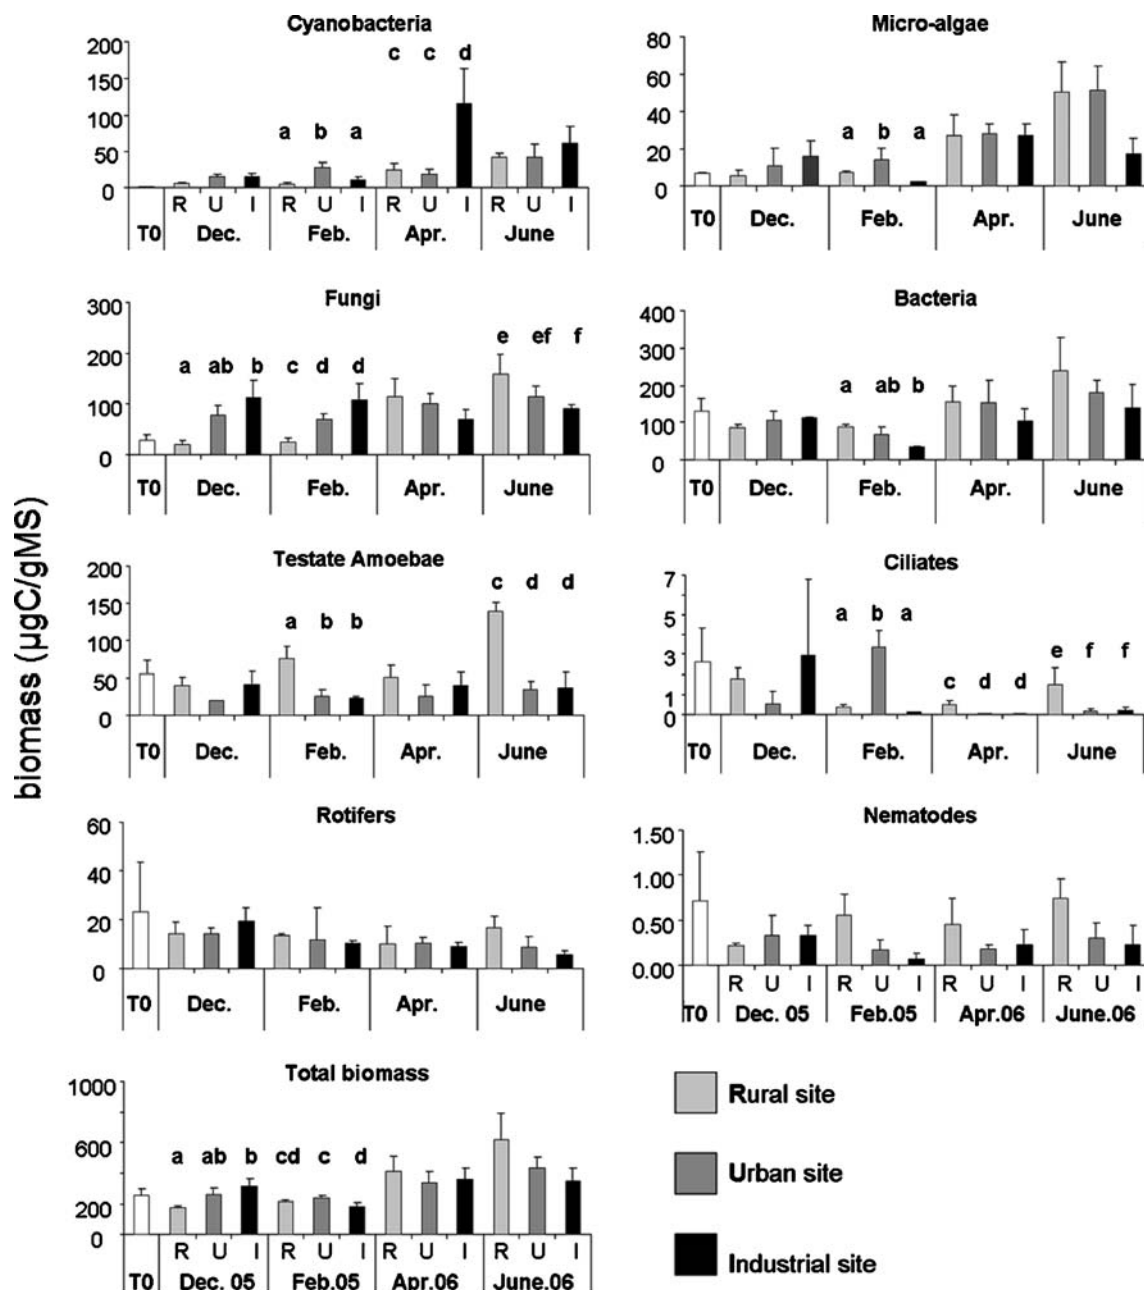 Cyanobacteria
200
150
100
50
0
a b a
c c d
R U I R U I R U I R U I
T0 Dec. Feb. Apr. June
Micro-algae
80
60
40
20
0
a b a
T0 Dec. Feb. Apr. June
Fungi
300
200
100
0
a ab b c d d e ef f
T0 Dec. Feb. Apr. June
Bacteria
400
300
200
100
0
a ab b
T0 Dec. Feb. Apr. June
biomass (µgC/gMS)
Testate Amoebae
200
150
100
50
0
a b b c d d
T0 Dec. Feb. Apr. June
Ciliates
7
5
3
1
0
a b a c d d e f f
T0 Dec. Feb. Apr. June
Rotifers
60
40
20
0
T0 Dec. Feb. Apr. June
Nematodes
1.50
1.00
0.50
0.00
R U I R U I R U I R U I
T0 Dec. 05 Feb.05 Apr.06 June.06
Total biomass
1000
600
400
200
0
a ab b cd c d
R U I R U I R U I R U I
T0 Dec. 05 Feb.05 Apr.06 June.06
Rural site
Urban site
Industrial site